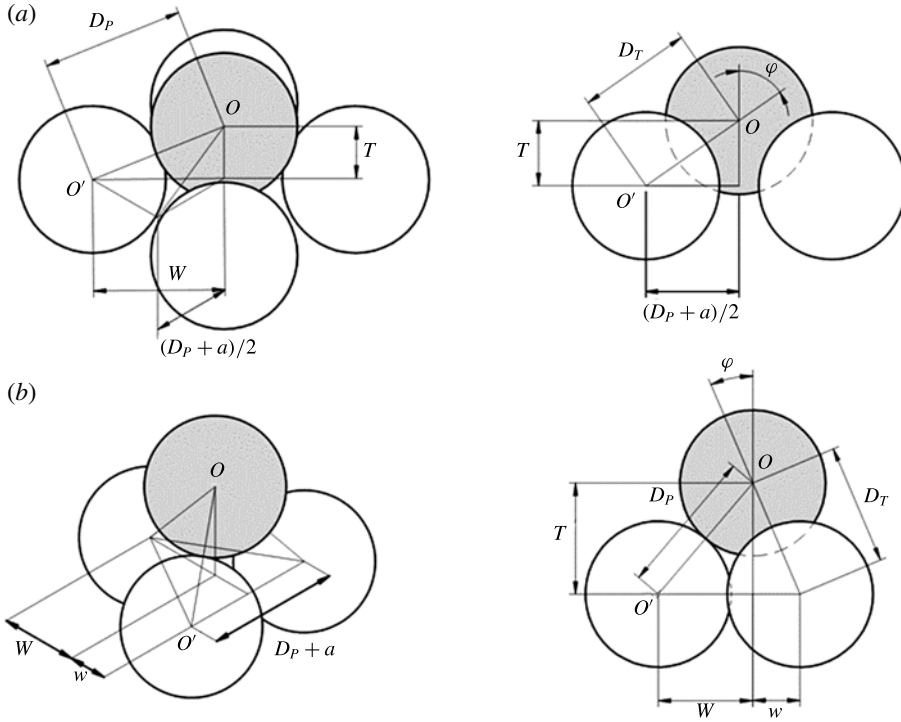 (a)
D_P
O
T
O′
W
(D_P + a)/2
D_T
φ
T
O
O′
(D_P + a)/2
(b)
O
O′
W
w
D_P + a
φ
O
D_P
D_T
T
O′
W
w